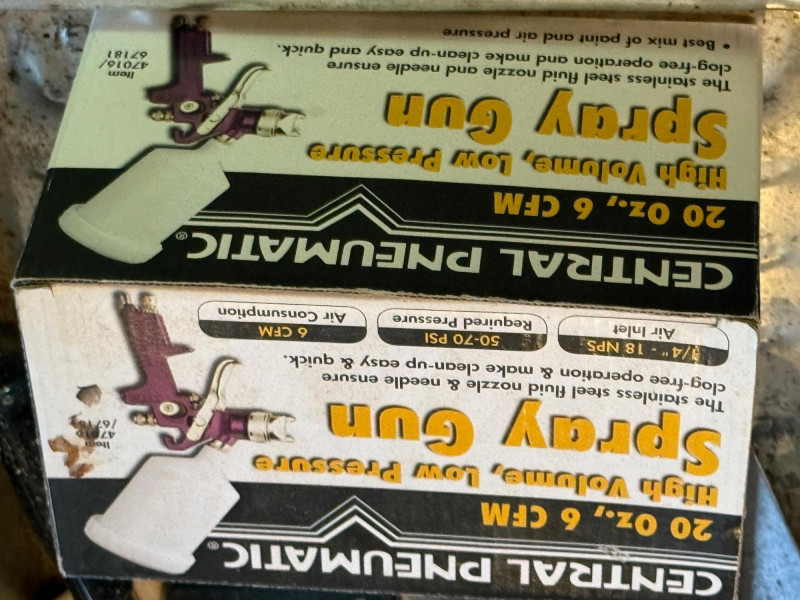 CENTRAL PNEUMATIC®
20 Oz., 6 CFM
High Volume, Low Pressure
Spray Gun
The stainless steel fluid nozzle & needle ensure
clog-free operation & make clean-up easy & quick.
1/4" - 18 NPS
Air Inlet
50-70 PSI
Required Pressure
6 CFM
Air Consumption
Item
47016
/67181
CENTRAL PNEUMATIC®
20 Oz., 6 CFM
High Volume, Low Pressure
Spray Gun
The stainless steel fluid nozzle and needle ensure
clog-free operation and make clean-up easy and quick.
• Best mix of paint and air pressure
Item
47016/
67181